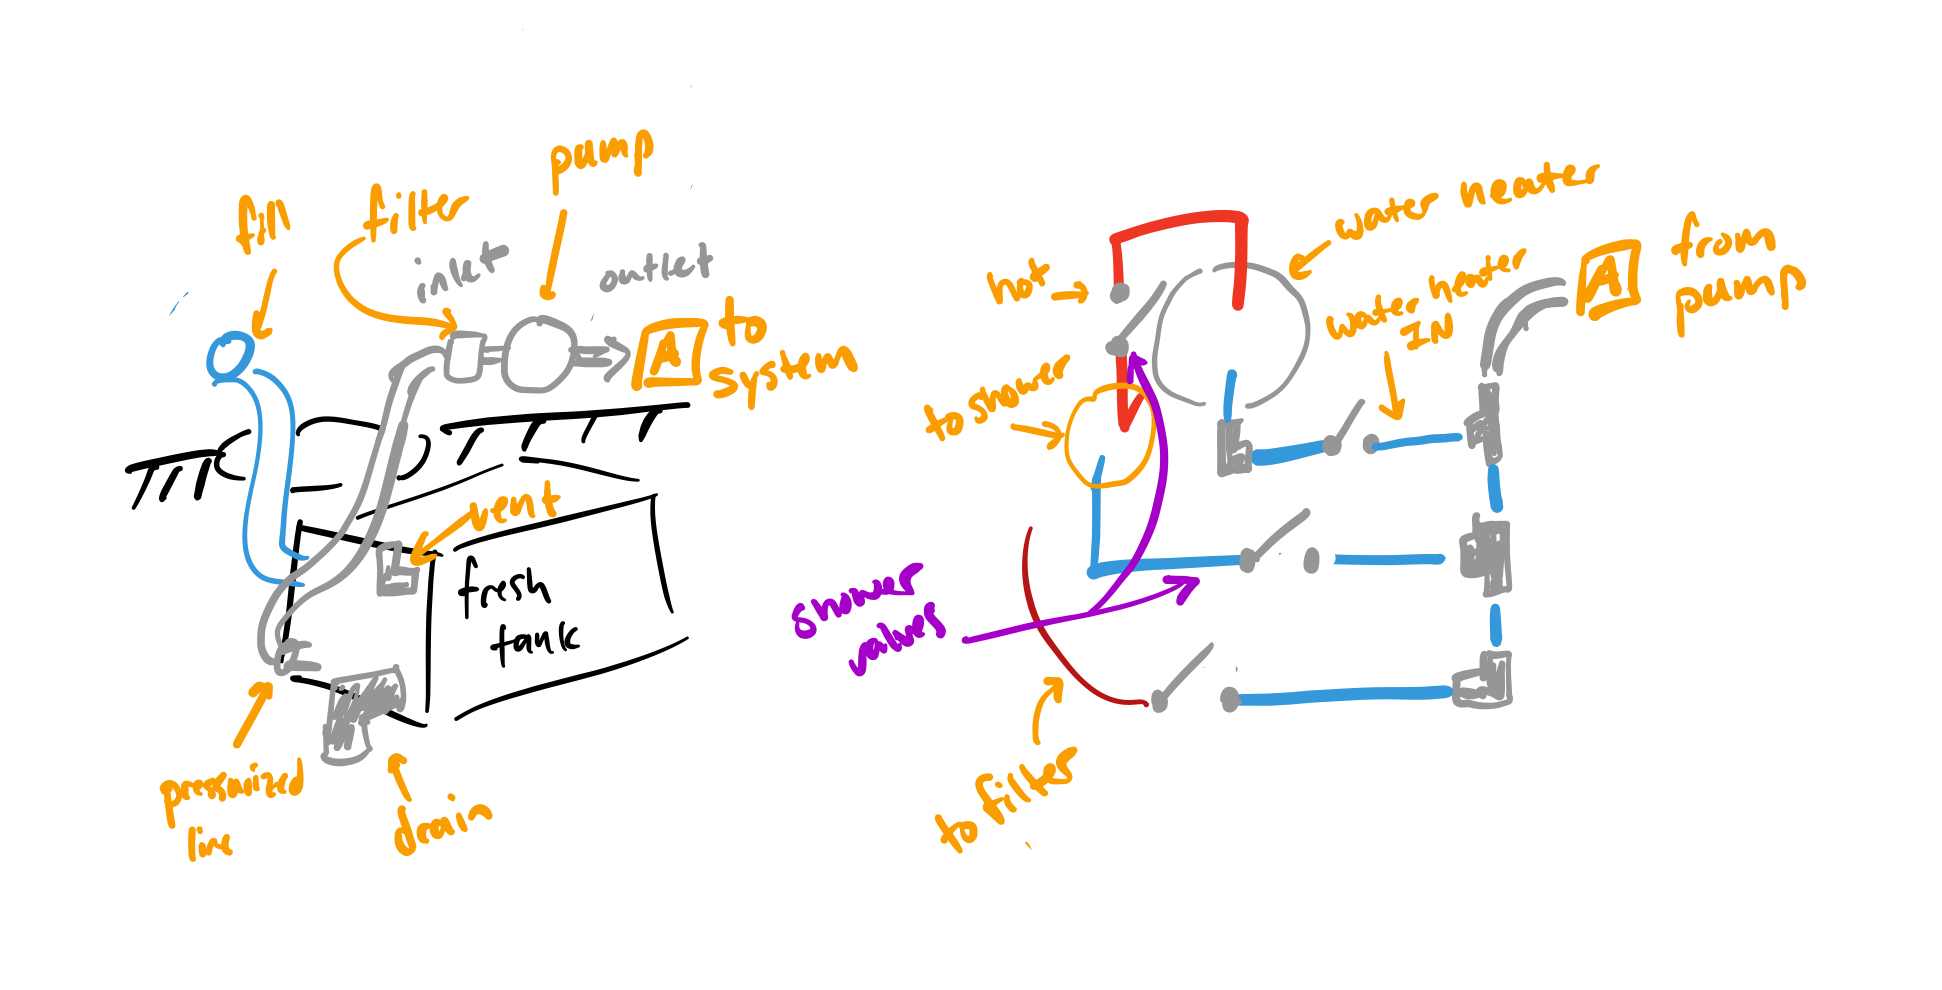 fill
filter
pump
inlet
outlet
A
to
system
vent
fresh
tank
pressurized
line
drain
water heater
hot
water heater
IN
A
from
pump
to shower
shower
valves
to filter